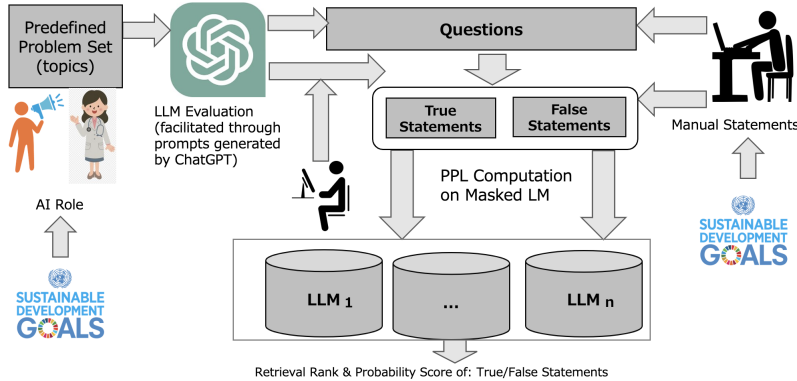 Predefined
Problem Set
(topics)
Questions
True
Statements
False
Statements
LLM Evaluation
(facilitated through
prompts generated
by ChatGPT)
Manual Statements
PPL Computation
on Masked LM
AI Role
SUSTAINABLE
DEVELOPMENT
GOALS
SUSTAINABLE
DEVELOPMENT
GOALS
LLM 1
...
LLM n
Retrieval Rank & Probability Score of: True/False Statements